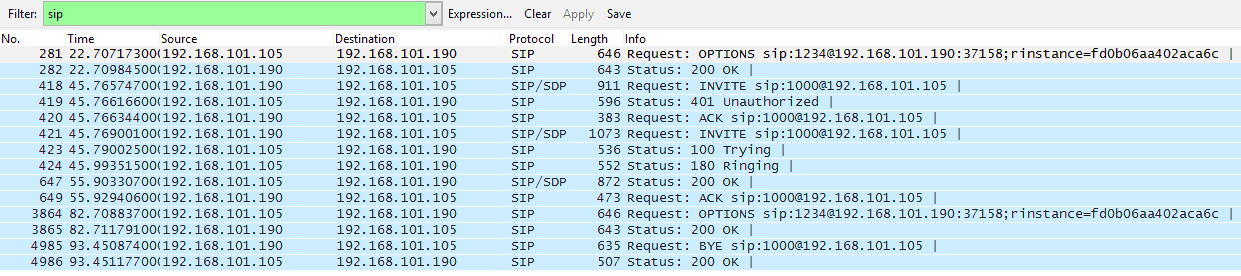 Filter: sip Expression... Clear Apply Save
No. Time Source Destination Protocol Length Info
281 22.707173000 192.168.101.105 192.168.101.190 SIP 646 Request: OPTIONS sip:1234@192.168.101.190:37158;rinstance=fd0b06aa402aca6c |
282 22.709845000 192.168.101.190 192.168.101.105 SIP 643 Status: 200 OK |
418 45.765747000 192.168.101.190 192.168.101.105 SIP/SDP 911 Request: INVITE sip:1000@192.168.101.105 |
419 45.766166000 192.168.101.105 192.168.101.190 SIP 596 Status: 401 Unauthorized |
420 45.766344000 192.168.101.190 192.168.101.105 SIP 383 Request: ACK sip:1000@192.168.101.105 |
421 45.769001000 192.168.101.190 192.168.101.105 SIP/SDP 1073 Request: INVITE sip:1000@192.168.101.105 |
423 45.790025000 192.168.101.105 192.168.101.190 SIP 536 Status: 100 Trying |
424 45.993515000 192.168.101.105 192.168.101.190 SIP 552 Status: 180 Ringing |
647 55.903307000 192.168.101.105 192.168.101.190 SIP/SDP 872 Status: 200 OK |
649 55.929406000 192.168.101.190 192.168.101.105 SIP 473 Request: ACK sip:1000@192.168.101.105 |
3864 82.708837000 192.168.101.105 192.168.101.190 SIP 646 Request: OPTIONS sip:1234@192.168.101.190:37158;rinstance=fd0b06aa402aca6c |
3865 82.711791000 192.168.101.190 192.168.101.105 SIP 643 Status: 200 OK |
4985 93.450874000 192.168.101.190 192.168.101.105 SIP 635 Request: BYE sip:1000@192.168.101.105 |
4986 93.451177000 192.168.101.105 192.168.101.190 SIP 507 Status: 200 OK |